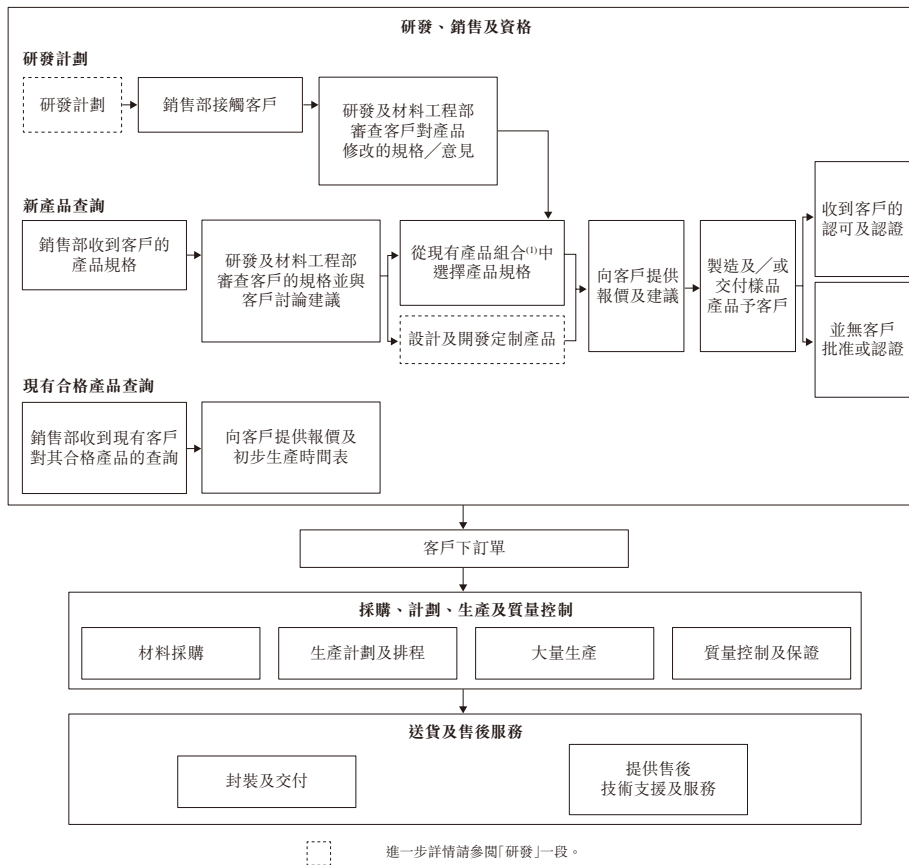 研發、銷售及資格
研發計劃
研發計劃
銷售部接觸客戶
研發及材料工程部
審查客戶對產品
修改的規格／意見
新產品查詢
銷售部收到客戶的
產品規格
研發及材料工程部
審查客戶的規格並與
客戶討論建議
從現有產品組合(1)中
選擇產品規格
設計及開發定制產品
向客戶提供
報價及建議
製造及／或
交付樣品
產品予客戶
收到客戶的
認可及認證
並無客戶
批准或認證
現有合格產品查詢
銷售部收到現有客戶
對其合格產品的查詢
向客戶提供報價及
初步生產時間表
客戶下訂單
採購、計劃、生產及質量控制
材料採購
生產計劃及排程
大量生產
質量控制及保證
送貨及售後服務
封裝及交付
提供售後
技術支援及服務
進一步詳情請參閱「研發」一段。